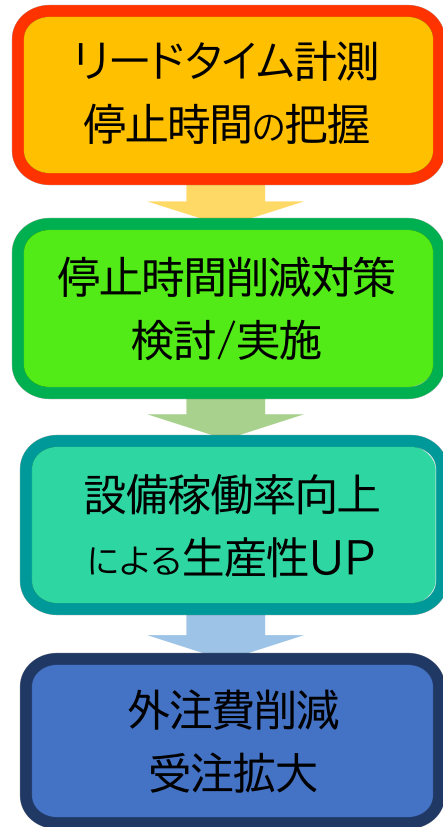 リードタイム計測
停止時間の把握
停止時間削減対策
検討/実施
設備稼働率向上
による生産性UP
外注費削減
受注拡大